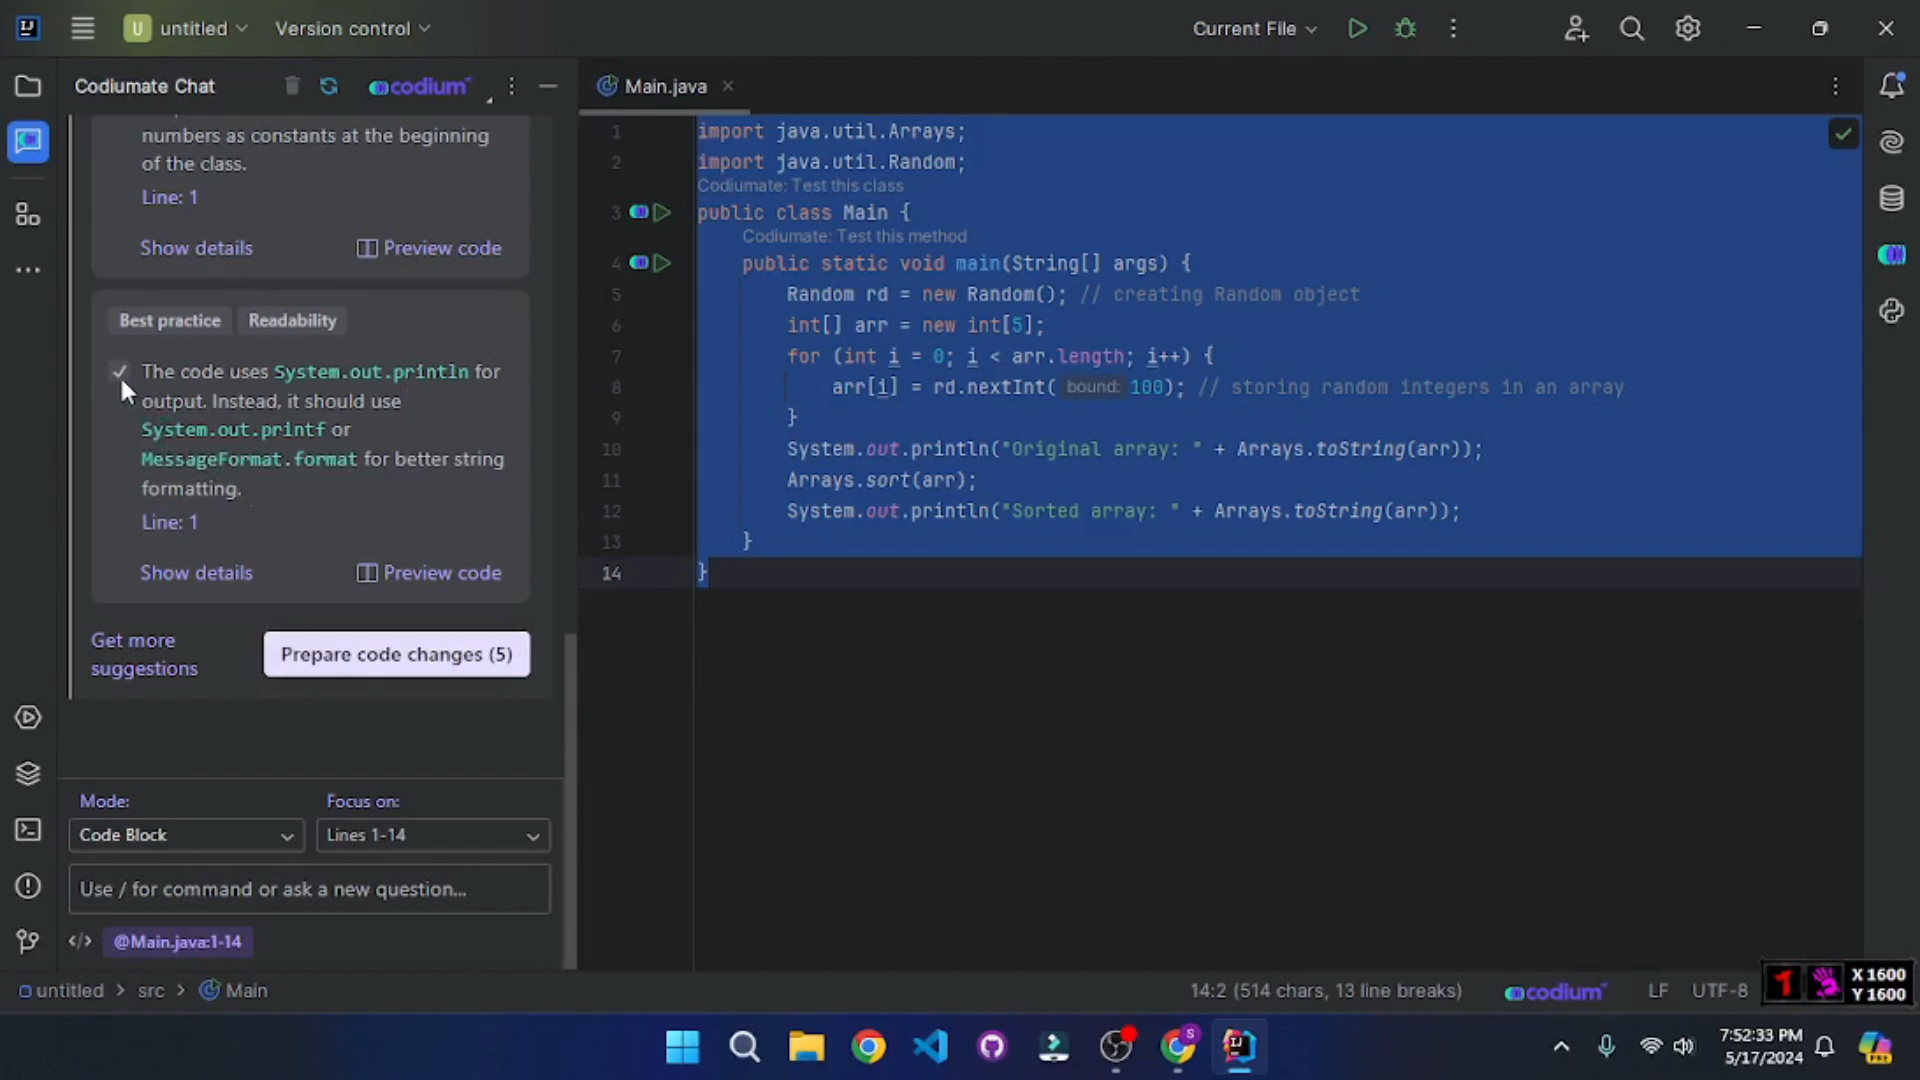 untitled
Version control
Current File
Codiumate Chat
codium
Main.java
numbers as constants at the beginning
of the class.
Line: 1
Show details
Preview code
Best practice
Readability
The code uses System.out.println for
output. Instead, it should use
System.out.printf or
MessageFormat.format for better string
formatting.
Line: 1
Show details
Preview code
Get more
suggestions
Prepare code changes (5)
Mode:
Focus on:
Code Block
Lines 1-14
Use / for command or ask a new question...
</> @Main.java:1-14
1 import java.util.Arrays;
2 import java.util.Random;
Codiumate: Test this class
3 public class Main {
Codiumate: Test this method
4 public static void main(String[] args) {
5 Random rd = new Random(); // creating Random object
6 int[] arr = new int[5];
7 for (int i = 0; i < arr.length; i++) {
8 arr[i] = rd.nextInt( bound: 100); // storing random integers in an array
9 }
10 System.out.println("Original array: " + Arrays.toString(arr));
11 Arrays.sort(arr);
12 System.out.println("Sorted array: " + Arrays.toString(arr));
13 }
14 }
untitled > src > Main
14:2 (514 chars, 13 line breaks)
codium
LF
UTF-8
X 1600
Y 1600
7:52:33 PM
5/17/2024